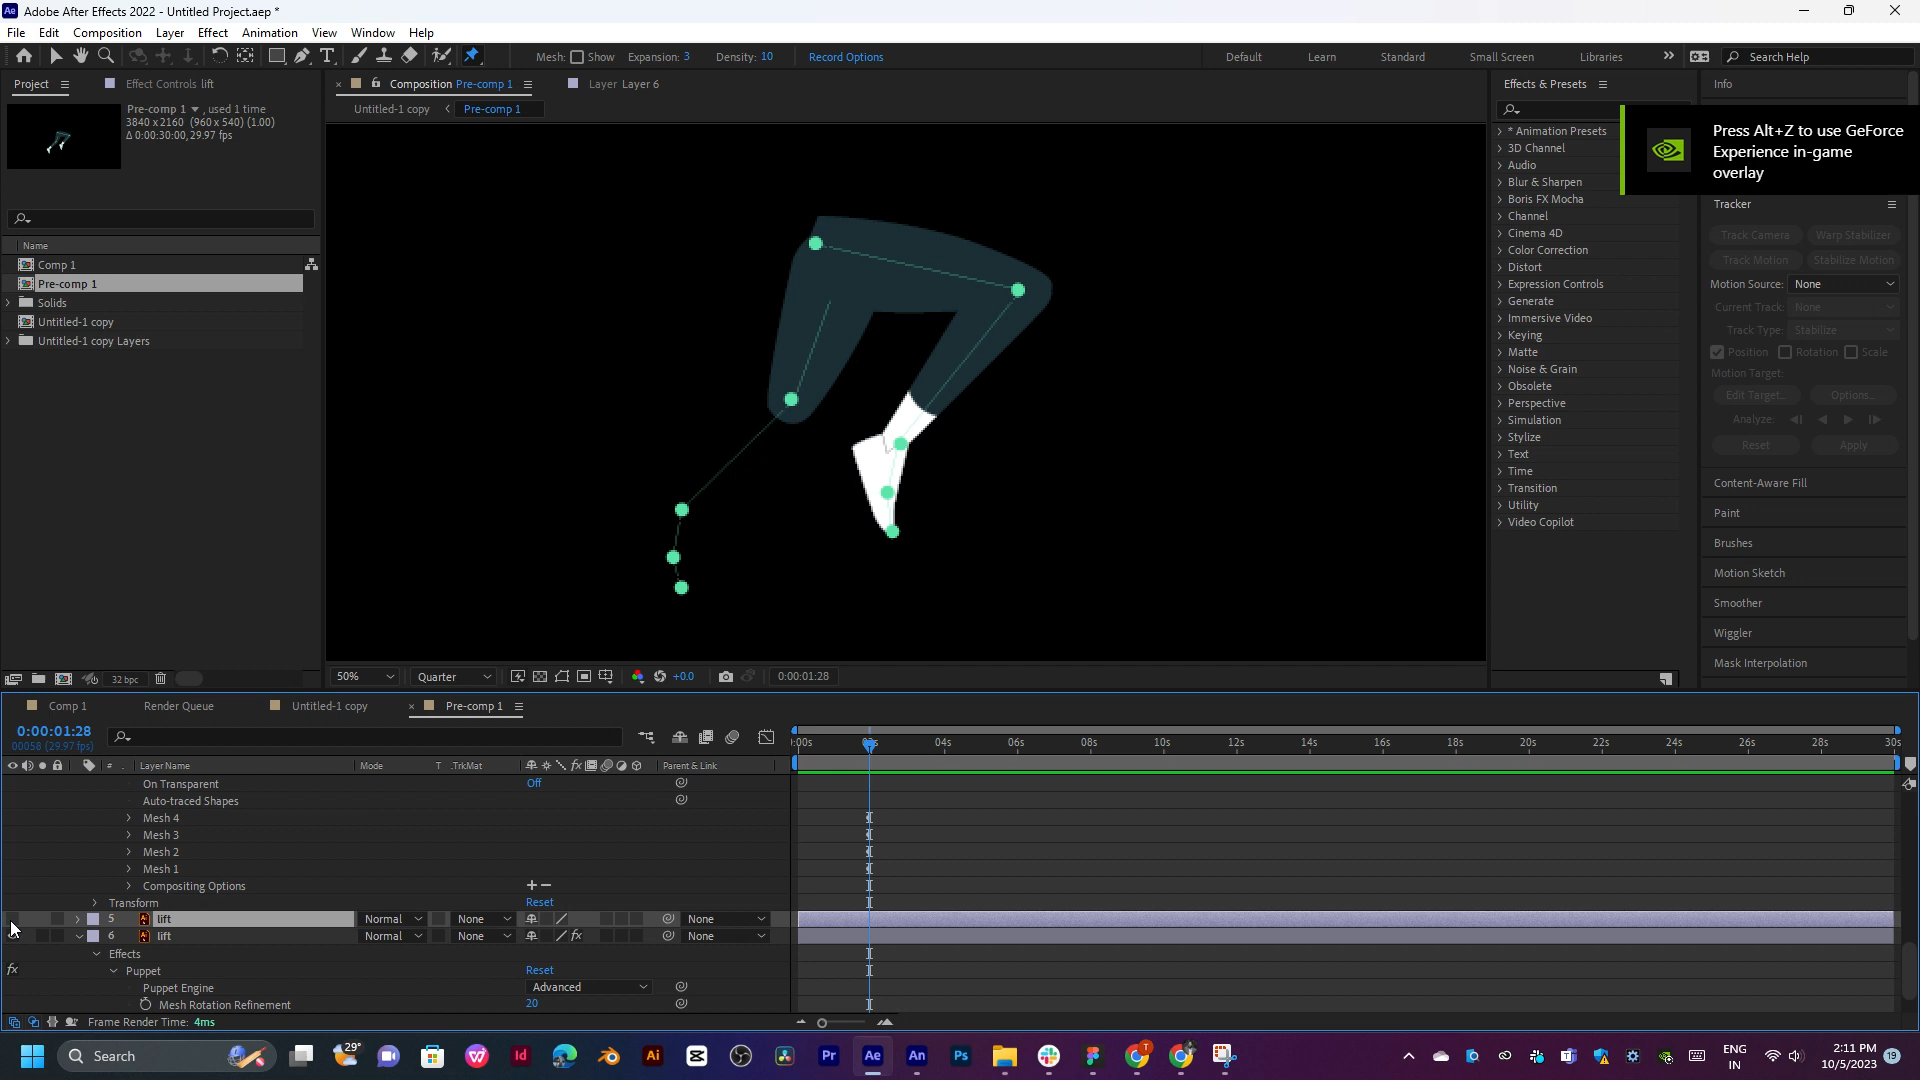 Adobe After Effects 2022 - Untitled Project.aep *
File Edit Composition Layer Effect Animation View Window Help
Mesh: Show Expansion: 3 Density: 10 Record Options Default Learn Standard Small Screen Libraries Search Help
Project Effect Controls lift
Pre-comp 1 , used 1 time
3840 x 2160 (960 x 540) (1.00)
Δ 0:00:30:00, 29.97 fps
Name
Comp 1
Pre-comp 1
Solids
Untitled-1 copy
Untitled-1 copy Layers
32 bpc
Composition Pre-comp 1
Layer Layer 6
Untitled-1 copy Pre-comp 1
50% Quarter +0.0 0:00:01:28
Effects & Presets
* Animation Presets
3D Channel
Audio
Blur & Sharpen
Boris FX Mocha
Channel
Cinema 4D
Color Correction
Distort
Expression Controls
Generate
Immersive Video
Keying
Matte
Noise & Grain
Obsolete
Perspective
Simulation
Stylize
Text
Time
Transition
Utility
Video Copilot
Info
Press Alt+Z to use GeForce
Experience in-game
overlay
Tracker
Track Camera Warp Stabilizer
Track Motion Stabilize Motion
Motion Source: None
Current Track: None
Track Type: Stabilize
Position Rotation Scale
Motion Target:
Edit Target... Options...
Analyze:
Reset Apply
Content-Aware Fill
Paint
Brushes
Motion Sketch
Smoother
Wiggler
Mask Interpolation
Comp 1 Render Queue Untitled-1 copy Pre-comp 1
0:00:01:28
00058 (29.97 fps)
04s 06s 08s 10s 12s 14s 16s 18s 20s 22s 24s 26s 28s 30s
# Layer Name Mode T .TrkMat fx Parent & Link
On Transparent Off
Auto-traced Shapes
Mesh 4
Mesh 3
Mesh 2
Mesh 1
Compositing Options
Transform Reset
5 lift Normal None None
6 lift Normal None fx None
Effects
fx Puppet Reset
Puppet Engine Advanced
Mesh Rotation Refinement 20
Frame Render Time: 4ms
Search 29° ENG
IN
2:11 PM
10/5/2023
19